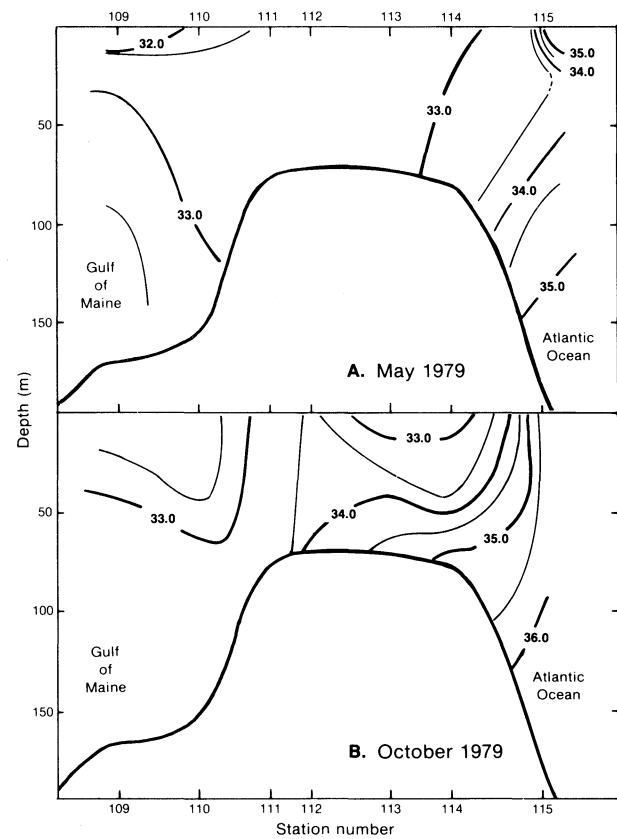 109 110 111 112 113 114 115
32.0
35.0
34.0
33.0
50
34.0
33.0
100
Gulf
of
Maine
35.0
150
Atlantic
Ocean
A. May 1979
Depth (m)
33.0
33.0
50
34.0
35.0
100
36.0
Gulf
of
Maine
Atlantic
Ocean
150
B. October 1979
109 110 111 112 113 114 115
Station number